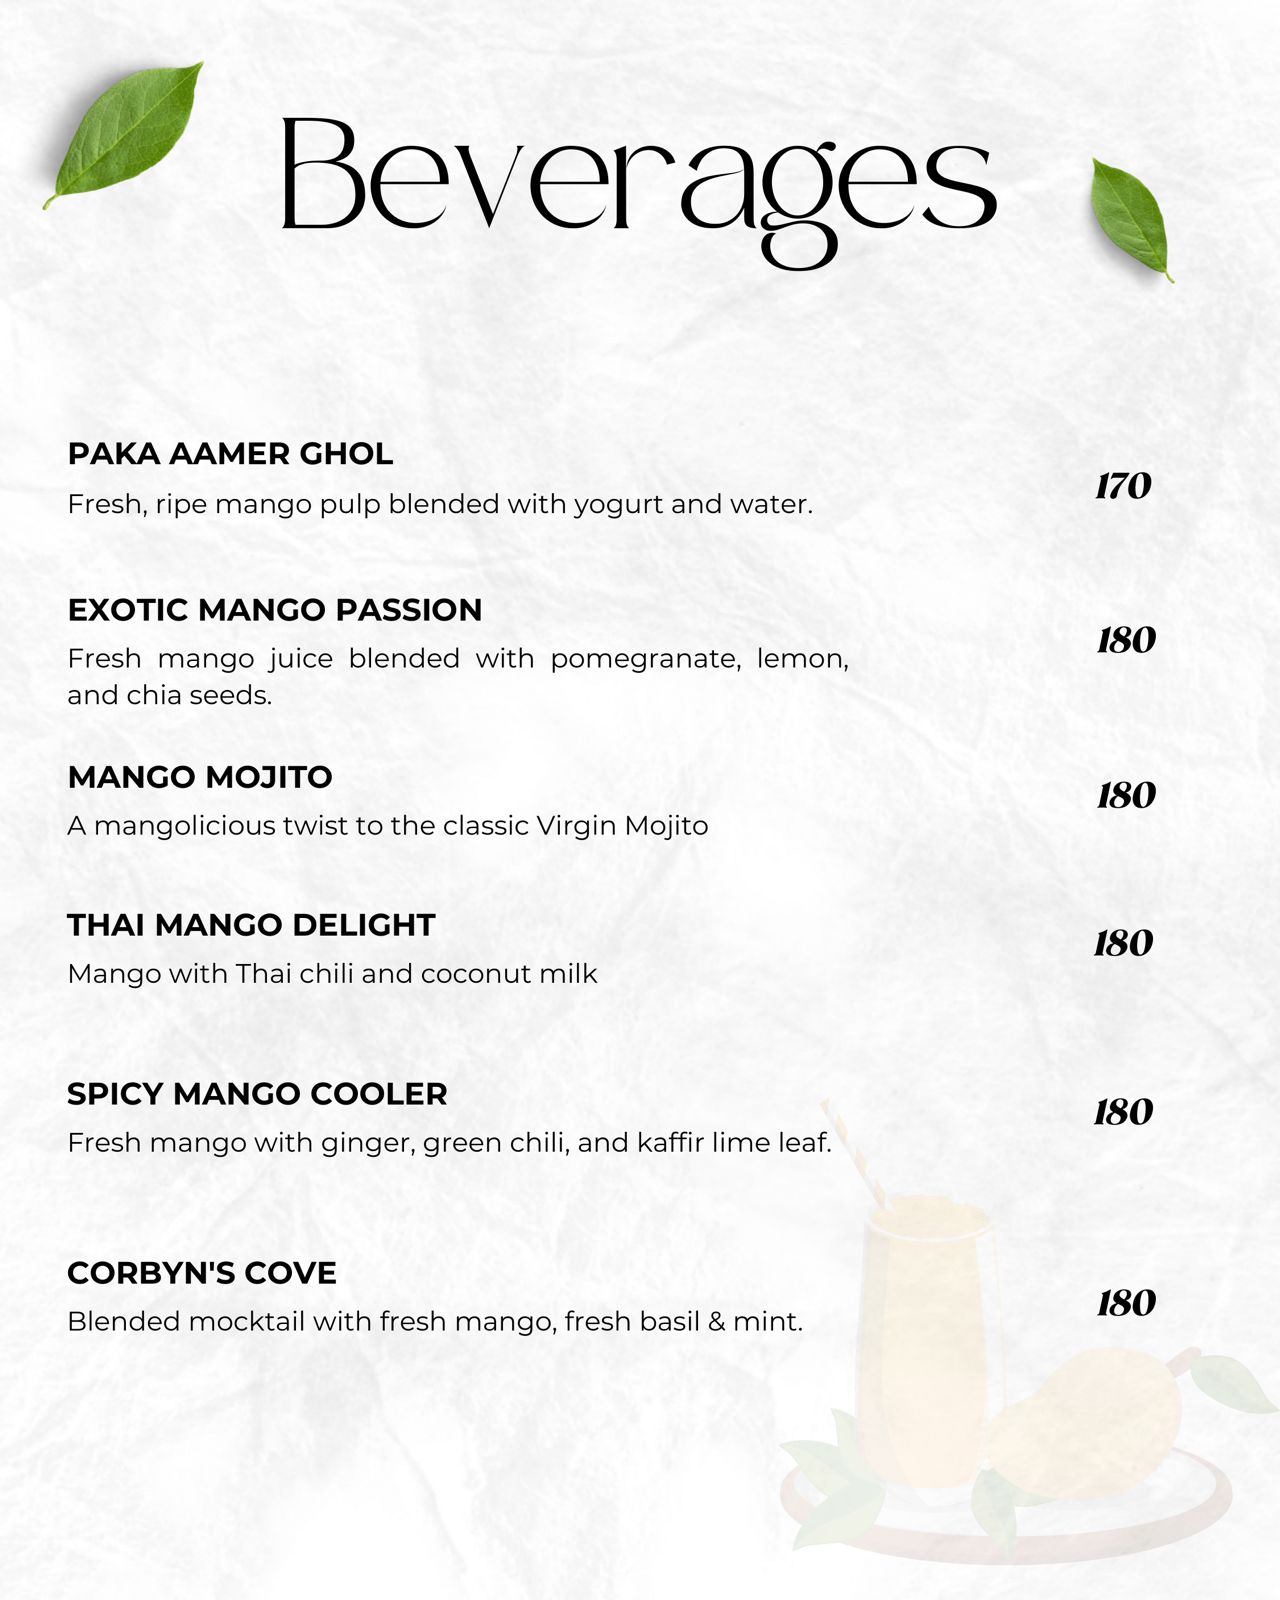 Beverages
PAKA AAMER GHOL
170
Fresh, ripe mango pulp blended with yogurt and water.
EXOTIC MANGO PASSION
180
Fresh mango juice blended with pomegranate, lemon,
and chia seeds.
MANGO MOJITO
180
A mangolicious twist to the classic Virgin Mojito
THAI MANGO DELIGHT
180
Mango with Thai chili and coconut milk
SPICY MANGO COOLER
180
Fresh mango with ginger, green chili, and kaffir lime leaf.
CORBYN'S COVE
180
Blended mocktail with fresh mango, fresh basil & mint.